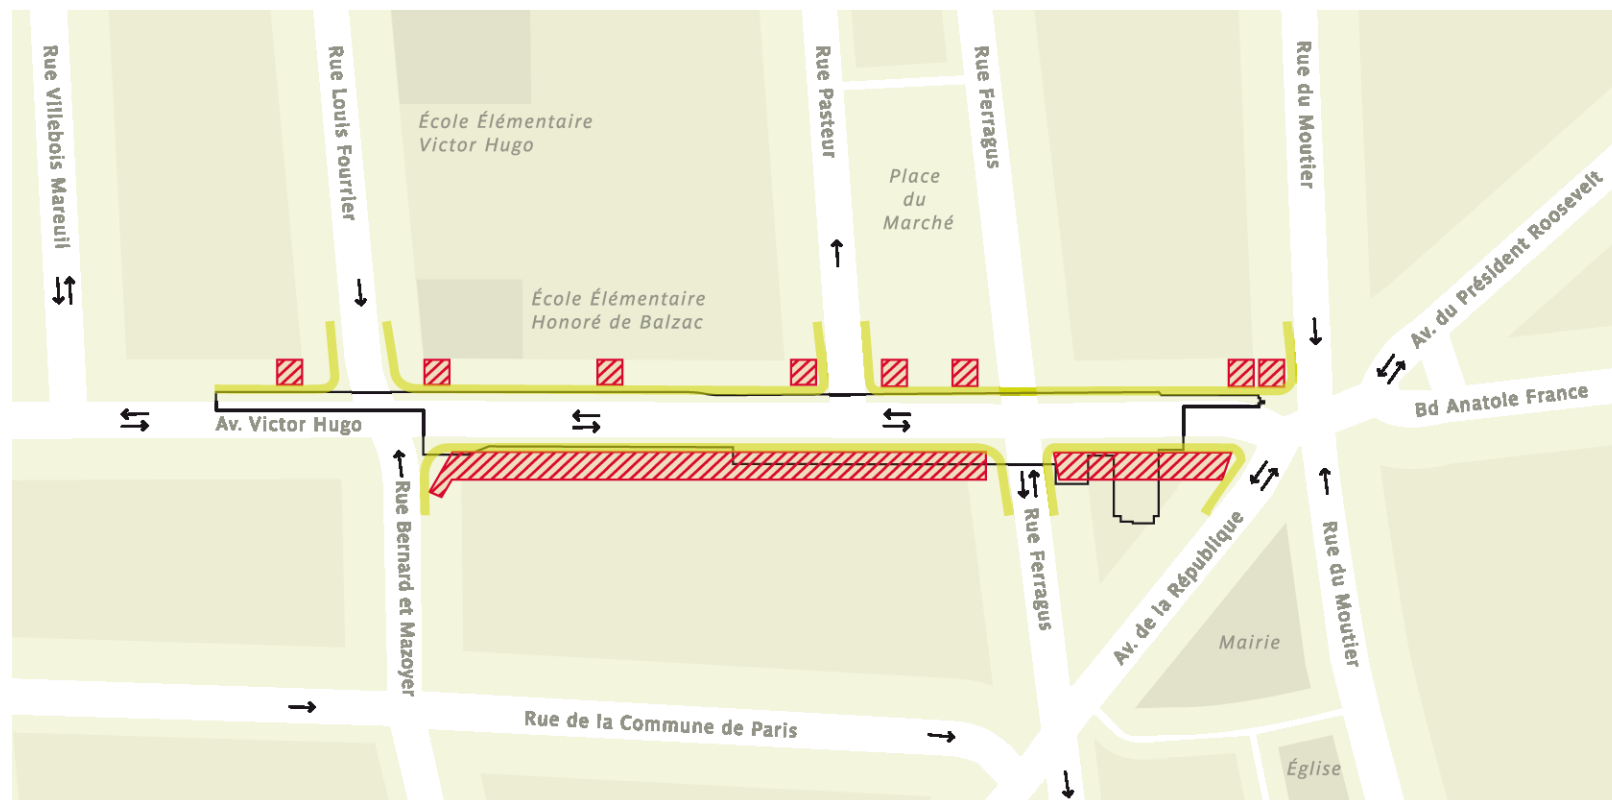 Rue Villebois Mareuil
Rue Louis Fourrier
École Élémentaire
Victor Hugo
École Élémentaire
Honoré de Balzac
Rue Pasteur
Place
du
Marché
Rue Ferragus
Rue du Moutier
Av. du Président Roosevelt
Bd Anatole France
Av. Victor Hugo
Rue Bernard et Mazoyer
Rue Ferragus
Av. de la République
Rue du Moutier
Mairie
Rue de la Commune de Paris
Église